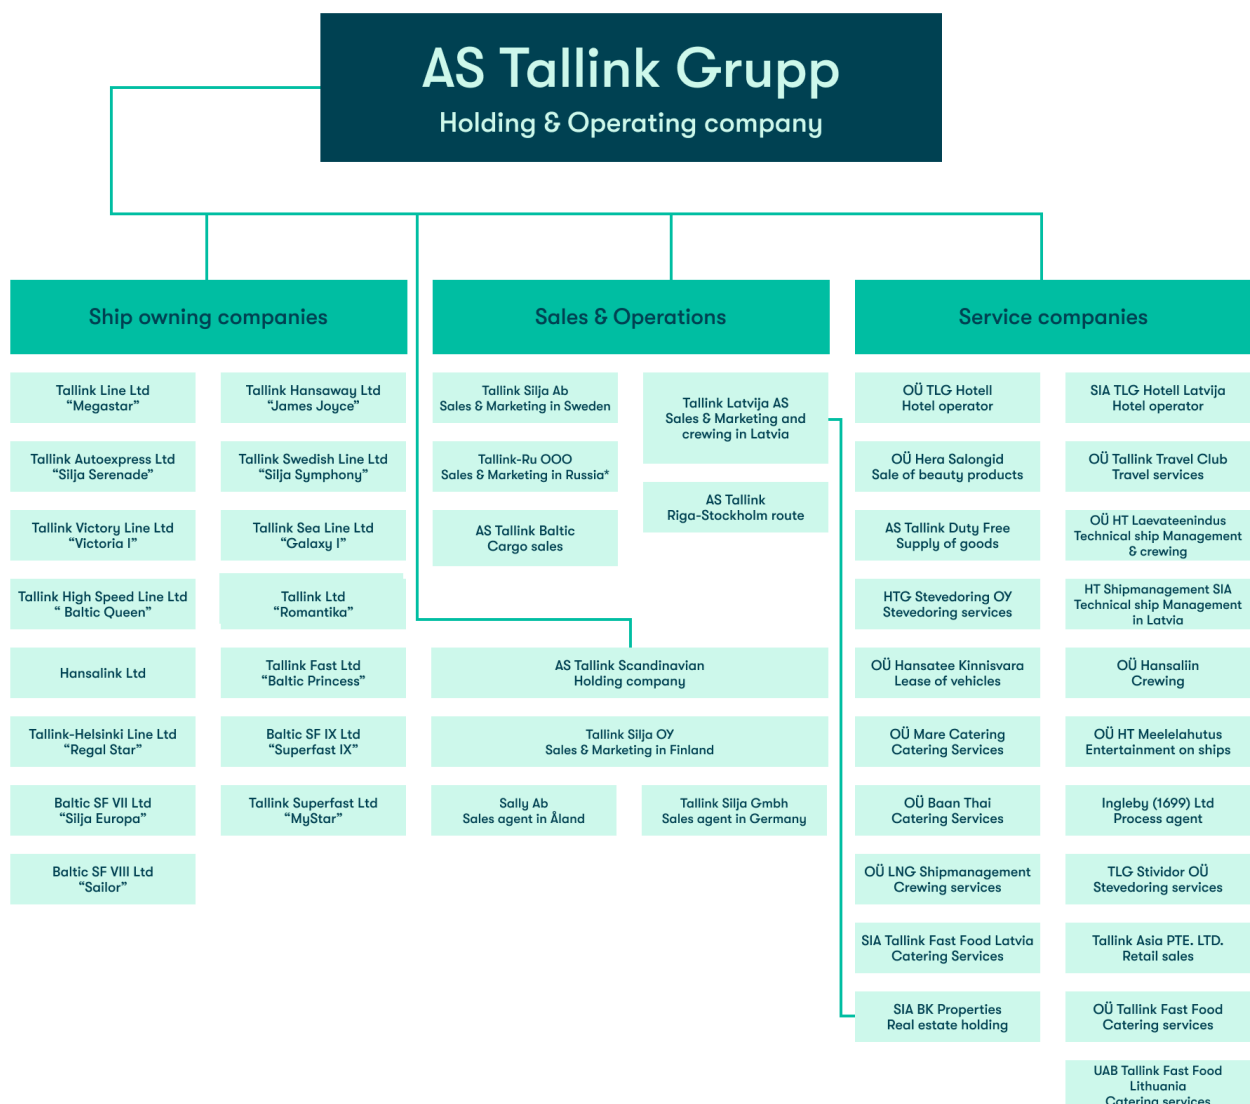 AS Tallink Grupp
Holding & Operating company
Ship owning companies
Tallink Line Ltd
“Megastar”
Tallink Hansaway Ltd
“James Joyce”
Tallink Autoexpress Ltd
“Silja Serenade”
Tallink Swedish Line Ltd
“Silja Symphony”
Tallink Victory Line Ltd
“Victoria I”
Tallink Sea Line Ltd
“Galaxy I”
Tallink High Speed Line Ltd
“ Baltic Queen”
Tallink Ltd
“Romantika”
Hansalink Ltd
Tallink Fast Ltd
“Baltic Princess”
Tallink-Helsinki Line Ltd
“Regal Star”
Baltic SF IX Ltd
“Superfast IX”
Baltic SF VII Ltd
“Silja Europa”
Tallink Superfast Ltd
“MyStar”
Baltic SF VIII Ltd
“Sailor”
Sales & Operations
Tallink Silja Ab
Sales & Marketing in Sweden
Tallink Latvija AS
Sales & Marketing and
crewing in Latvia
Tallink-Ru OOO
Sales & Marketing in Russia*
AS Tallink
Riga-Stockholm route
AS Tallink Baltic
Cargo sales
AS Tallink Scandinavian
Holding company
Tallink Silja OY
Sales & Marketing in Finland
Sally Ab
Sales agent in Åland
Tallink Silja Gmbh
Sales agent in Germany
Service companies
OÜ TLG Hotell
Hotel operator
SIA TLG Hotell Latvija
Hotel operator
OÜ Hera Salongid
Sale of beauty products
OÜ Tallink Travel Club
Travel services
AS Tallink Duty Free
Supply of goods
OÜ HT Laevateenindus
Technical ship Management
& crewing
HTG Stevedoring OY
Stevedoring services
HT Shipmanagement SIA
Technical ship Management
in Latvia
OÜ Hansatee Kinnisvara
Lease of vehicles
OÜ Hansaliin
Crewing
OÜ Mare Catering
Catering Services
OÜ HT Meelelahutus
Entertainment on ships
OÜ Baan Thai
Catering Services
Ingleby (1699) Ltd
Process agent
OÜ LNG Shipmanagement
Crewing services
TLG Stividor OÜ
Stevedoring services
SIA Tallink Fast Food Latvia
Catering Services
Tallink Asia PTE. LTD.
Retail sales
SIA BK Properties
Real estate holding
OÜ Tallink Fast Food
Catering services
UAB Tallink Fast Food
Lithuania
Catering services